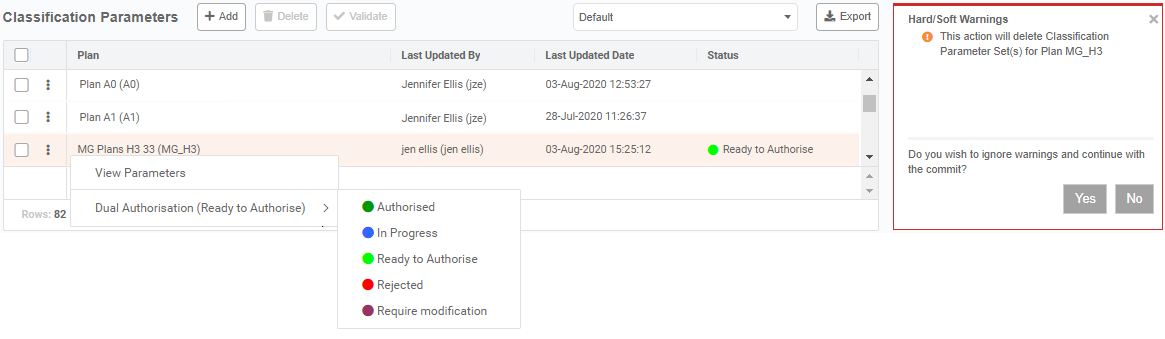 Classification Parameters
Add
Delete
Validate
Default
Export
Plan Last Updated By Last Updated Date Status
Plan A0 (A0) Jennifer Ellis (jze) 03-Aug-2020 12:53:27
Plan A1 (A1) Jennifer Ellis (jze) 28-Jul-2020 11:26:37
MG Plans H3 33 (MG_H3) jen ellis (jen ellis) 03-Aug-2020 15:25:12 Ready to Authorise
View Parameters
Dual Authorisation (Ready to Authorise)
Rows: 82
Authorised
In Progress
Ready to Authorise
Rejected
Require modification
Hard/Soft Warnings
This action will delete Classification
Parameter Set(s) for Plan MG_H3
Do you wish to ignore warnings and continue with
the commit?
Yes
No